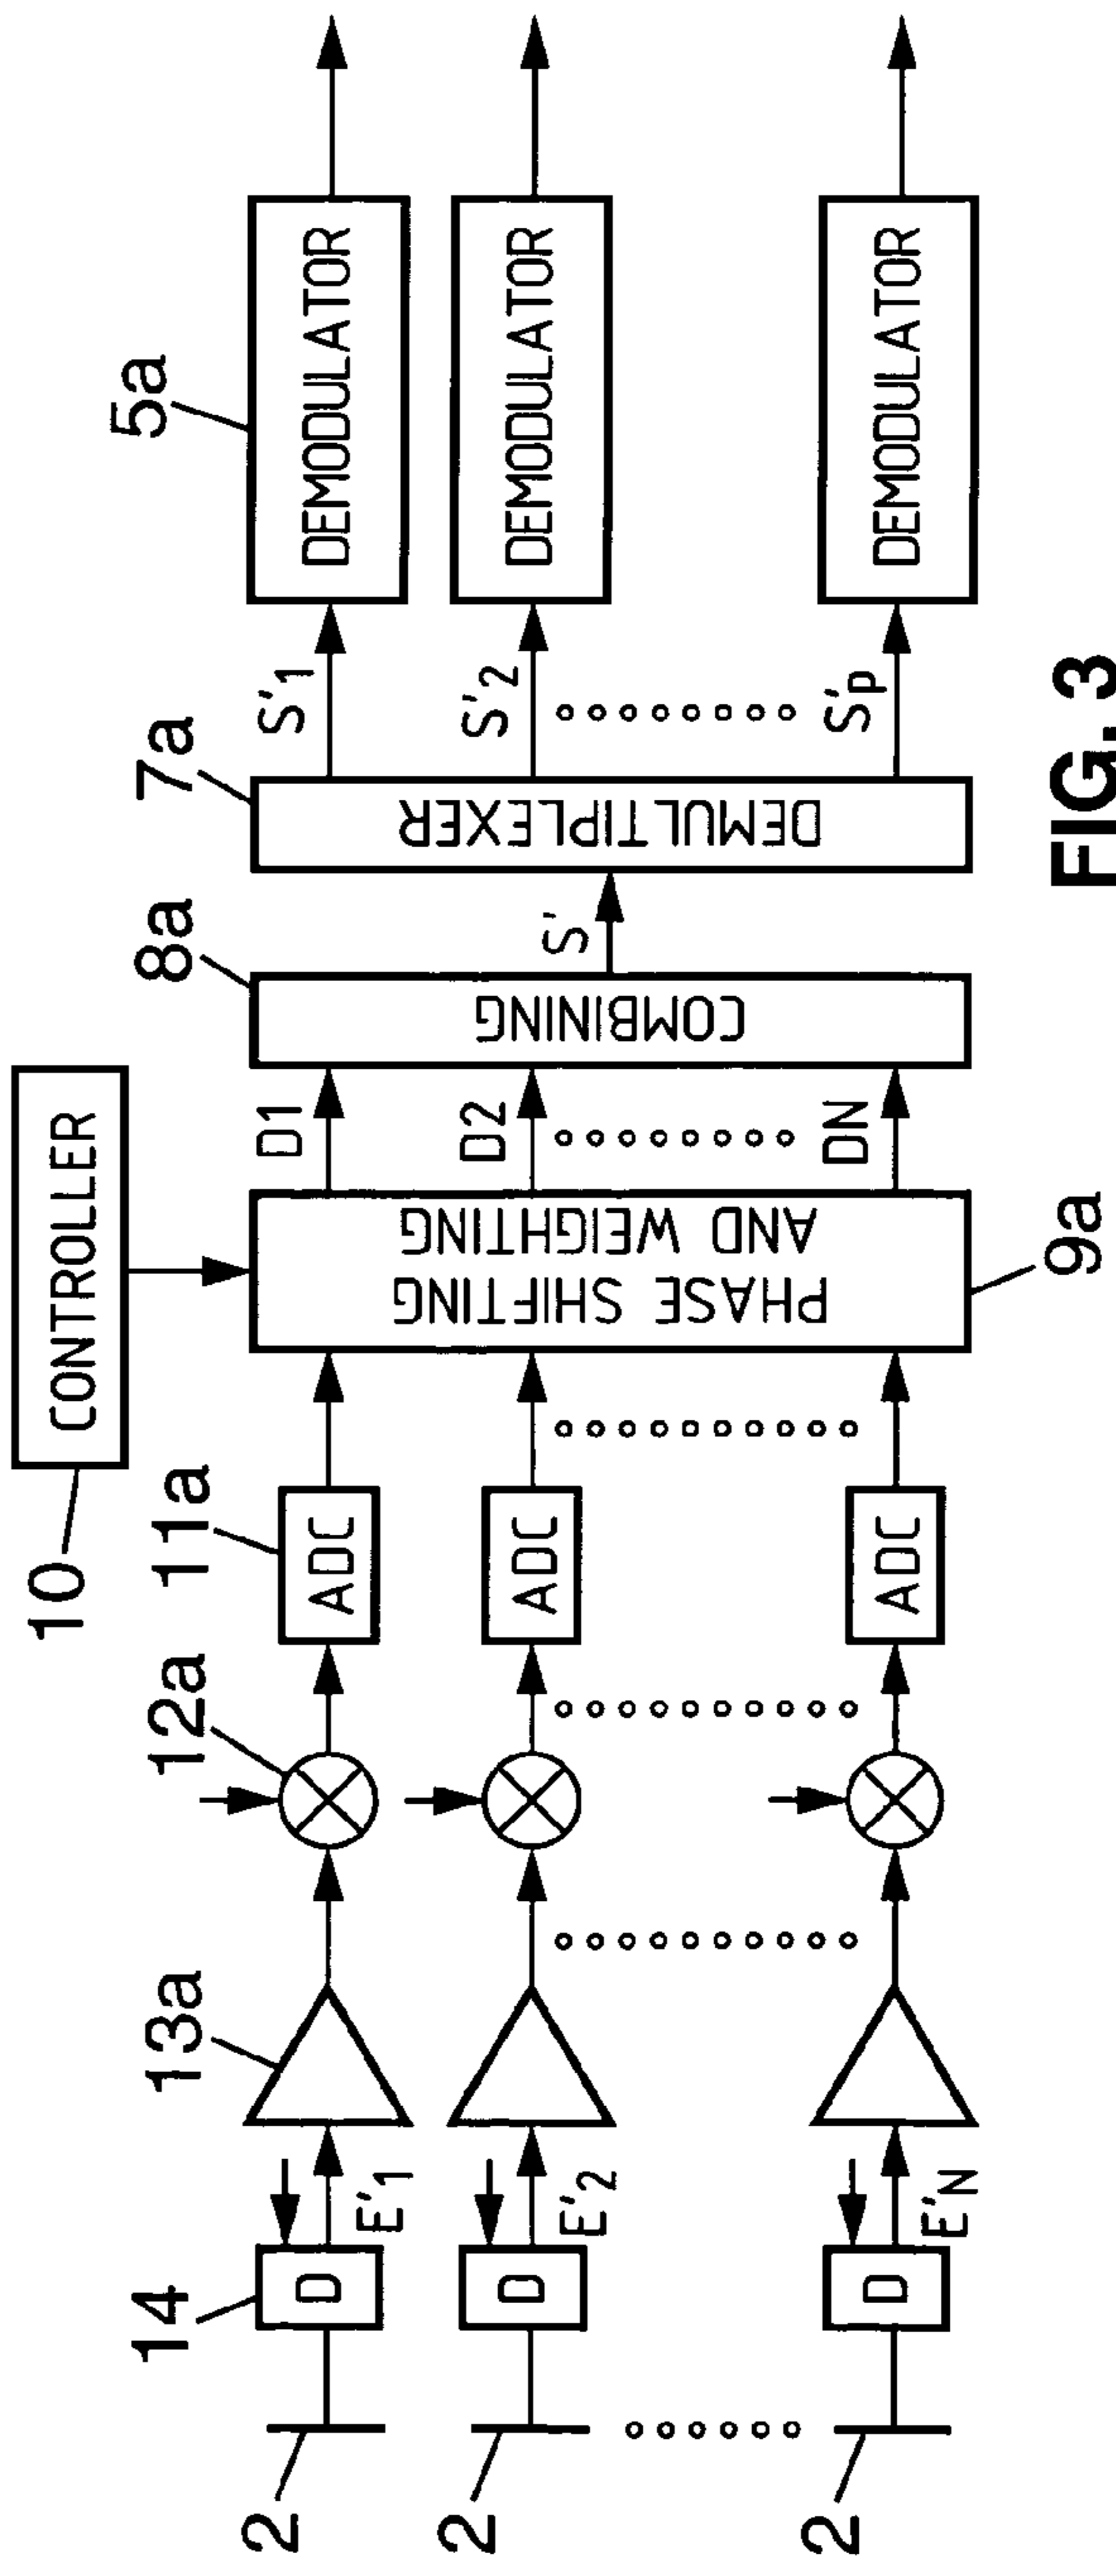 10
CONTROLLER
5a
7a
8a
11a
12a
13a
14
DEMODULATOR
DEMODULATOR
DEMODULATOR
S'1
S'2
S'p
DEMULTIPLEXER
S'
COMBINING
D1
D2
DN
PHASE SHIFTING
AND WEIGHTING
9a
ADC
ADC
ADC
E'1
E'2
E'N
D
D
D
2
2
2
FIG. 3